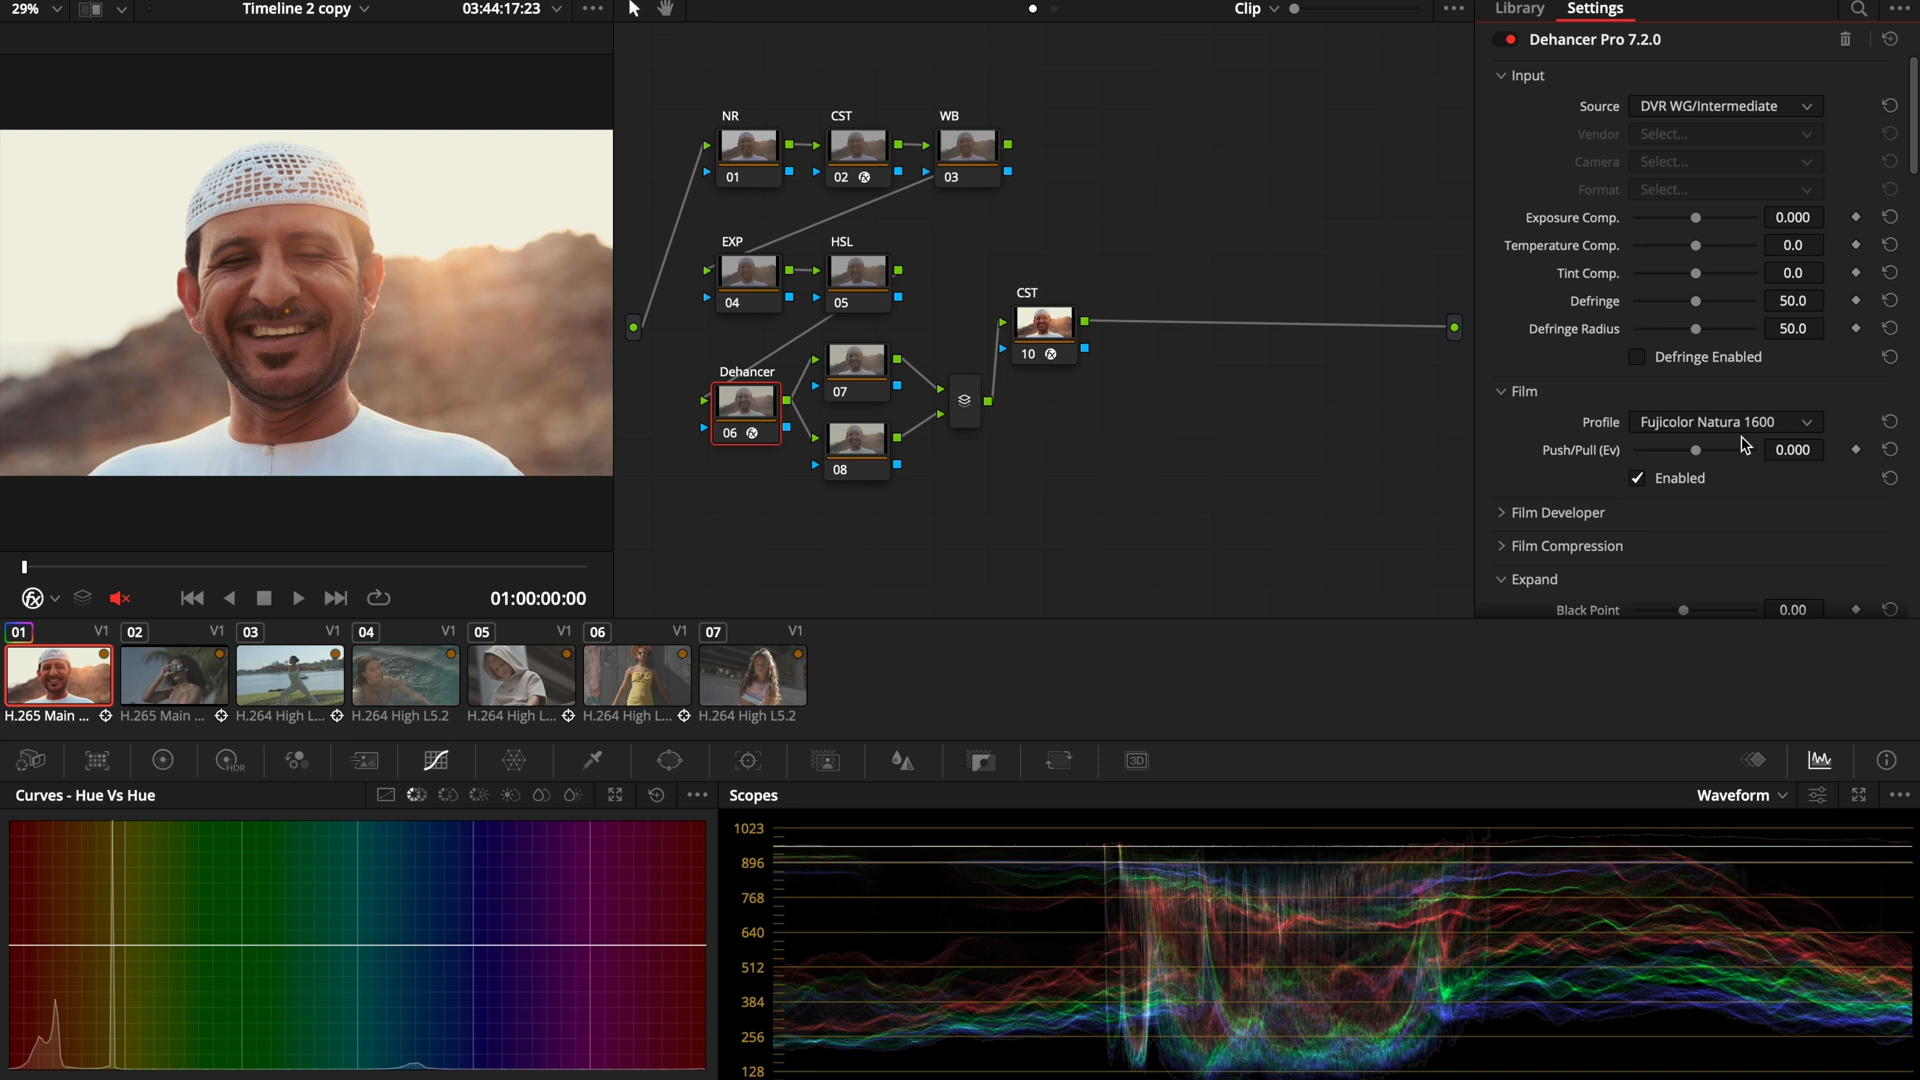 29%
Timeline 2 copy
03:44:17:23
Clip
Library
Settings
Dehancer Pro 7.2.0
Input
Source
DVR WG/Intermediate
Vendor
Select...
Camera
Select...
Format
Select...
Exposure Comp.
0.000
Temperature Comp.
0.0
Tint Comp.
0.0
Defringe
50.0
Defringe Radius
50.0
Defringe Enabled
Film
Profile
Fujicolor Natura 1600
Push/Pull (Ev)
0.000
Enabled
Film Developer
Film Compression
Expand
Black Point
0.00
NR
CST
WB
01
02
03
EXP
HSL
04
05
CST
10
Dehancer
06
07
08
01:00:00:00
01 V1
02 V1
03 V1
04 V1
05 V1
06 V1
07 V1
H.265 Main ...
H.265 Main ...
H.264 High L...
H.264 High L5.2
H.264 High L...
H.264 High L...
H.264 High L5.2
HDR
3D
Curves - Hue Vs Hue
Scopes
Waveform
1023
896
768
640
512
384
256
128